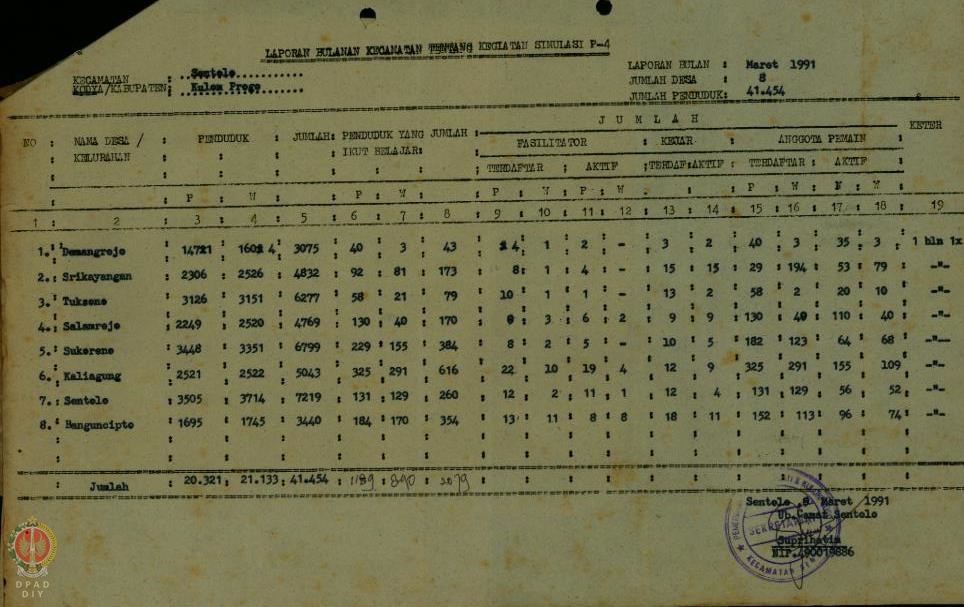 LAPORAN BULANAN KECAMATAN TENTANG KEGIATAN SIMULASI P-4
KECAMATAN : ..Sentolo...........
KODYA/KABUPATEN: ..Kulon Progo.......
LAPORAN BULAN : Maret 1991
JUMLAH DESA : 8
JUMLAH PENDUDUK: 41.454
NO : NAMA DESA / KELURAHAN : PENDUDUK : JUMLAH: PENDUDUK YANG IKUT BELAJAR: JUMLAH : J U M L A H KETER
FASILITATOR : KEJAR : ANGGOTA PEMAIN
TERDAFTAR : AKTIF : TERDAF:AKTIF : TERDAFTAR : AKTIF
P : W : P : W : P : W : P : W : P : W : N : W
1 : 2 : 3 : 4 : 5 : 6 : 7 : 8 : 9 : 10 : 11 : 12 : 13 : 14 : 15 : 16 : 17 : 18 : 19
1. : Demangrejo : : : 3075 : 40 : 3 : 43 : : 1 : 2 : - : 3 : 2 : 40 : 3 : 35 : 3 : 1 bln 1x
2. : Srikayangan : 2306 : 2526 : 4832 : 92 : 81 : 173 : 8 : 1 : 4 : - : 15 : 15 : 29 : 194 : 53 : 79 : -"-
3. : Tuksono : 3126 : 3151 : 6277 : 58 : 21 : 79 : 10 : 1 : 1 : - : 13 : 2 : 58 : 2 : 20 : 10 : -"-
4. : Salamrejo : 2249 : 2520 : 4769 : 130 : 40 : 170 : : 3 : 6 : 2 : 9 : 9 : 130 : 40 : 110 : 40 : -"-
5. : Sukoreno : 3448 : 3351 : 6799 : 229 : 155 : 384 : 8 : 2 : 5 : - : 10 : 5 : 182 : 123 : 64 : 68 : -"-
6. : Kaliagung : 2521 : 2522 : 5043 : 325 : 291 : 616 : 22 : 10 : 19 : 4 : 12 : 9 : 325 : 291 : 155 : 109 : -"-
7. : Sentolo : 3505 : 3714 : 7219 : 131 : 129 : 260 : 12 : 2 : 11 : 1 : 12 : 4 : 131 : 129 : 56 : 52 : -"-
8. : Banguncipto : 1695 : 1745 : 3440 : 184 : 170 : 354 : 13 : 11 : 8 : 8 : 18 : 11 : 152 : 113 : 96 : 74 : -"-
Jumlah : 20.321 : 21.133 : 41.454 : 1189 : 890 : 2079
Sentolo, Maret 1991
Ub.Camat Sentolo
SEKRETARIAT
Suprihatin
NIP.490019886
KECAMATAN
DPAD
DIY